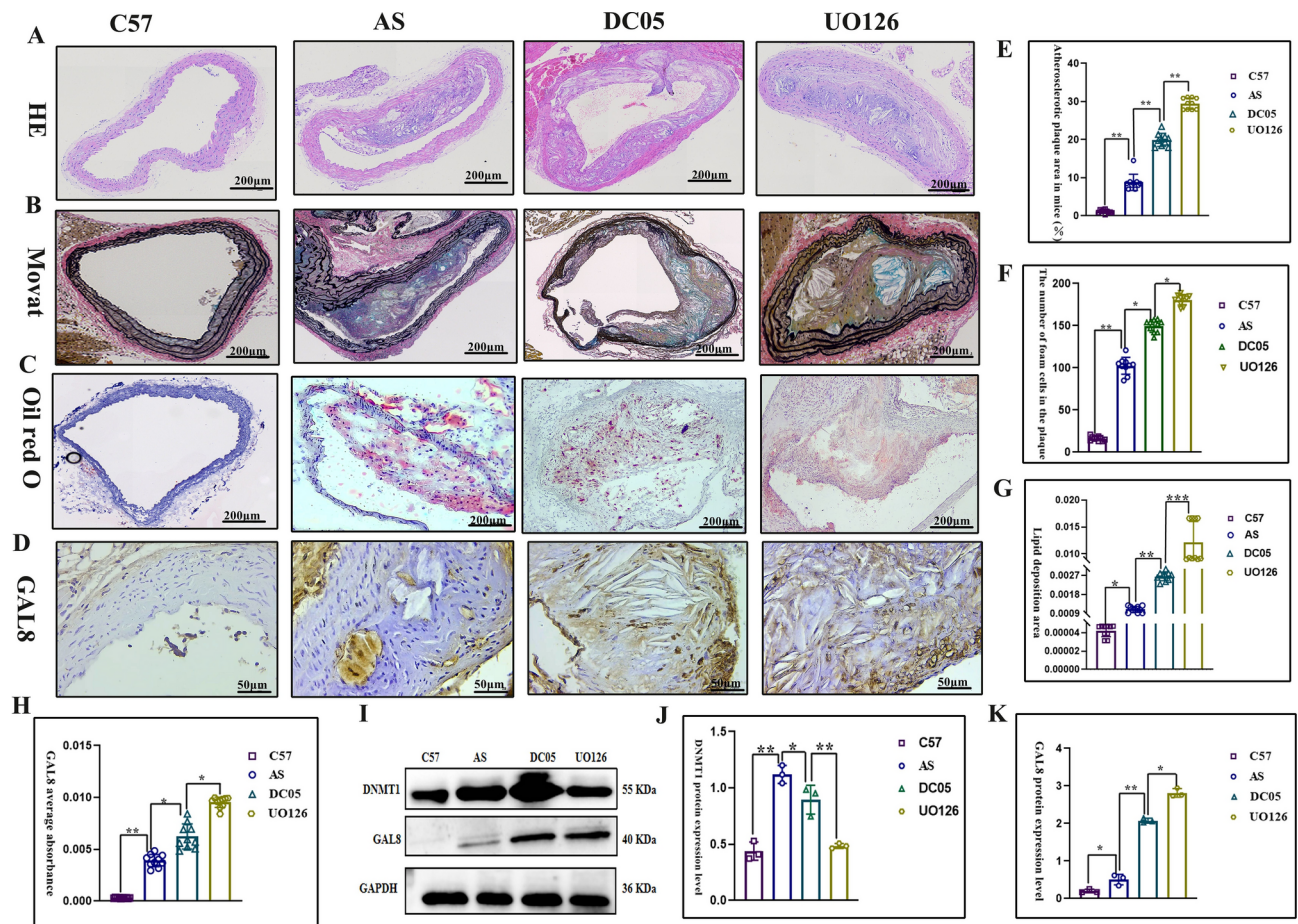 C57 AS DC05 UO126
A
HE
200μm 200μm 200μm 200μm
B
Movat
200μm 200μm 200μm 200μm
C
Oil red O
200μm 200μm 200μm 200μm
D
GAL8
50μm 50μm 50μm 50μm
E
Atherosclerotic plaque area in mice (%)
40
30
20
10
0
** ** **
C57
AS
DC05
UO126
F
The number of foam cells in the plaque
200
150
100
50
0
** * *
C57
AS
DC05
UO126
G
Lipid deposition area
0.020
0.015
0.010
0.0027
0.0018
0.0009
0.00004
0.00000
* ** ***
C57
AS
DC05
UO126
H
GAL8 average absorbance
0.015
0.010
0.005
0.000
** * *
C57
AS
DC05
UO126
I
C57 AS DC05 UO126
DNMT1 55 KDa
GAL8 40 KDa
GAPDH 36 KDa
J
DNMT1 protein expression level
1.5
1.0
0.5
0.0
** * **
C57
AS
DC05
UO126
K
GAL8 protein expression level
4
3
2
1
0
* ** *
C57
AS
DC05
UO126